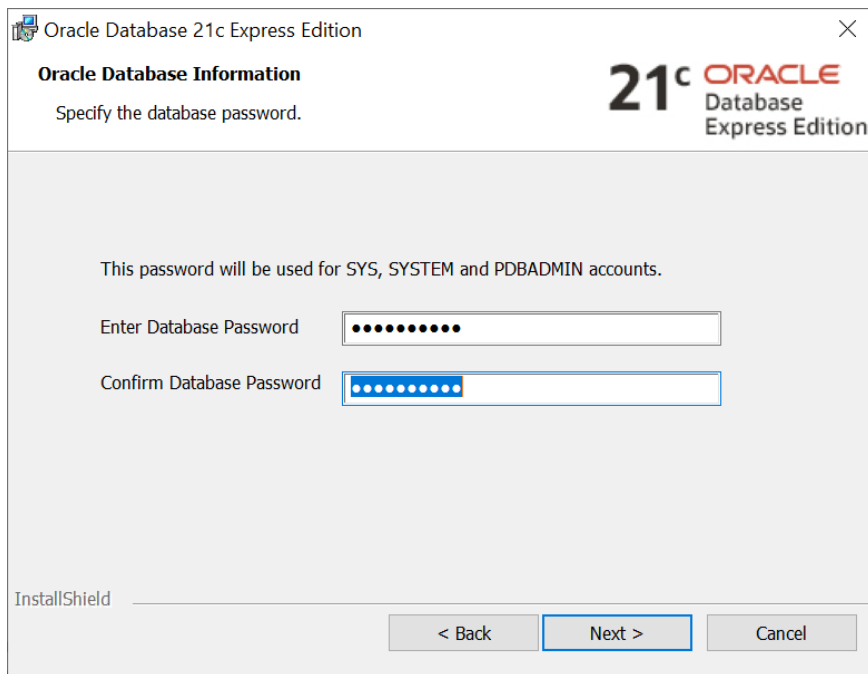 Oracle Database 21c Express Edition
Oracle Database Information
Specify the database password.
21c ORACLE
Database
Express Edition
This password will be used for SYS, SYSTEM and PDBADMIN accounts.
Enter Database Password ●●●●●●●●●●
Confirm Database Password ●●●●●●●●●●
InstallShield
< Back Next > Cancel